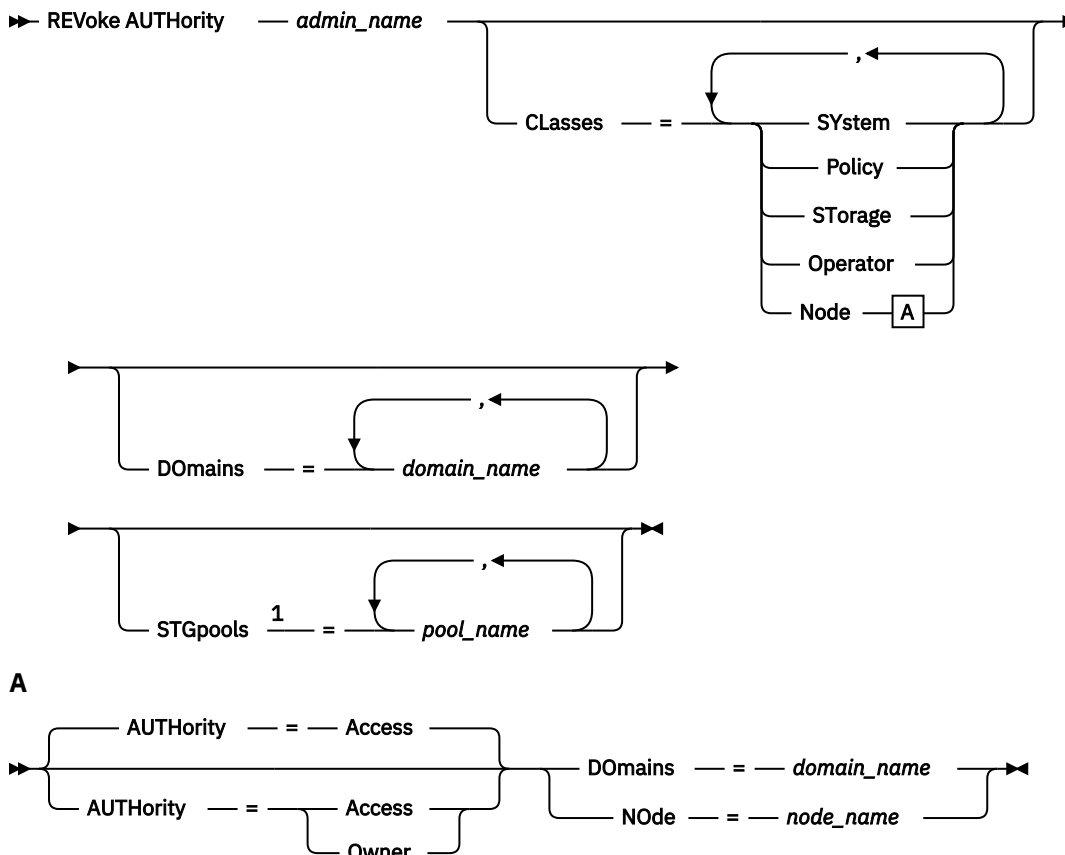 REVoke AUTHority admin_name
,
CLasses = SYstem
Policy
STorage
Operator
Node A
,
DOmains = domain_name
,
STGpools 1 = pool_name
A
AUTHority = Access
DOmains = domain_name
AUTHority = Access
NOde = node_name
Owner